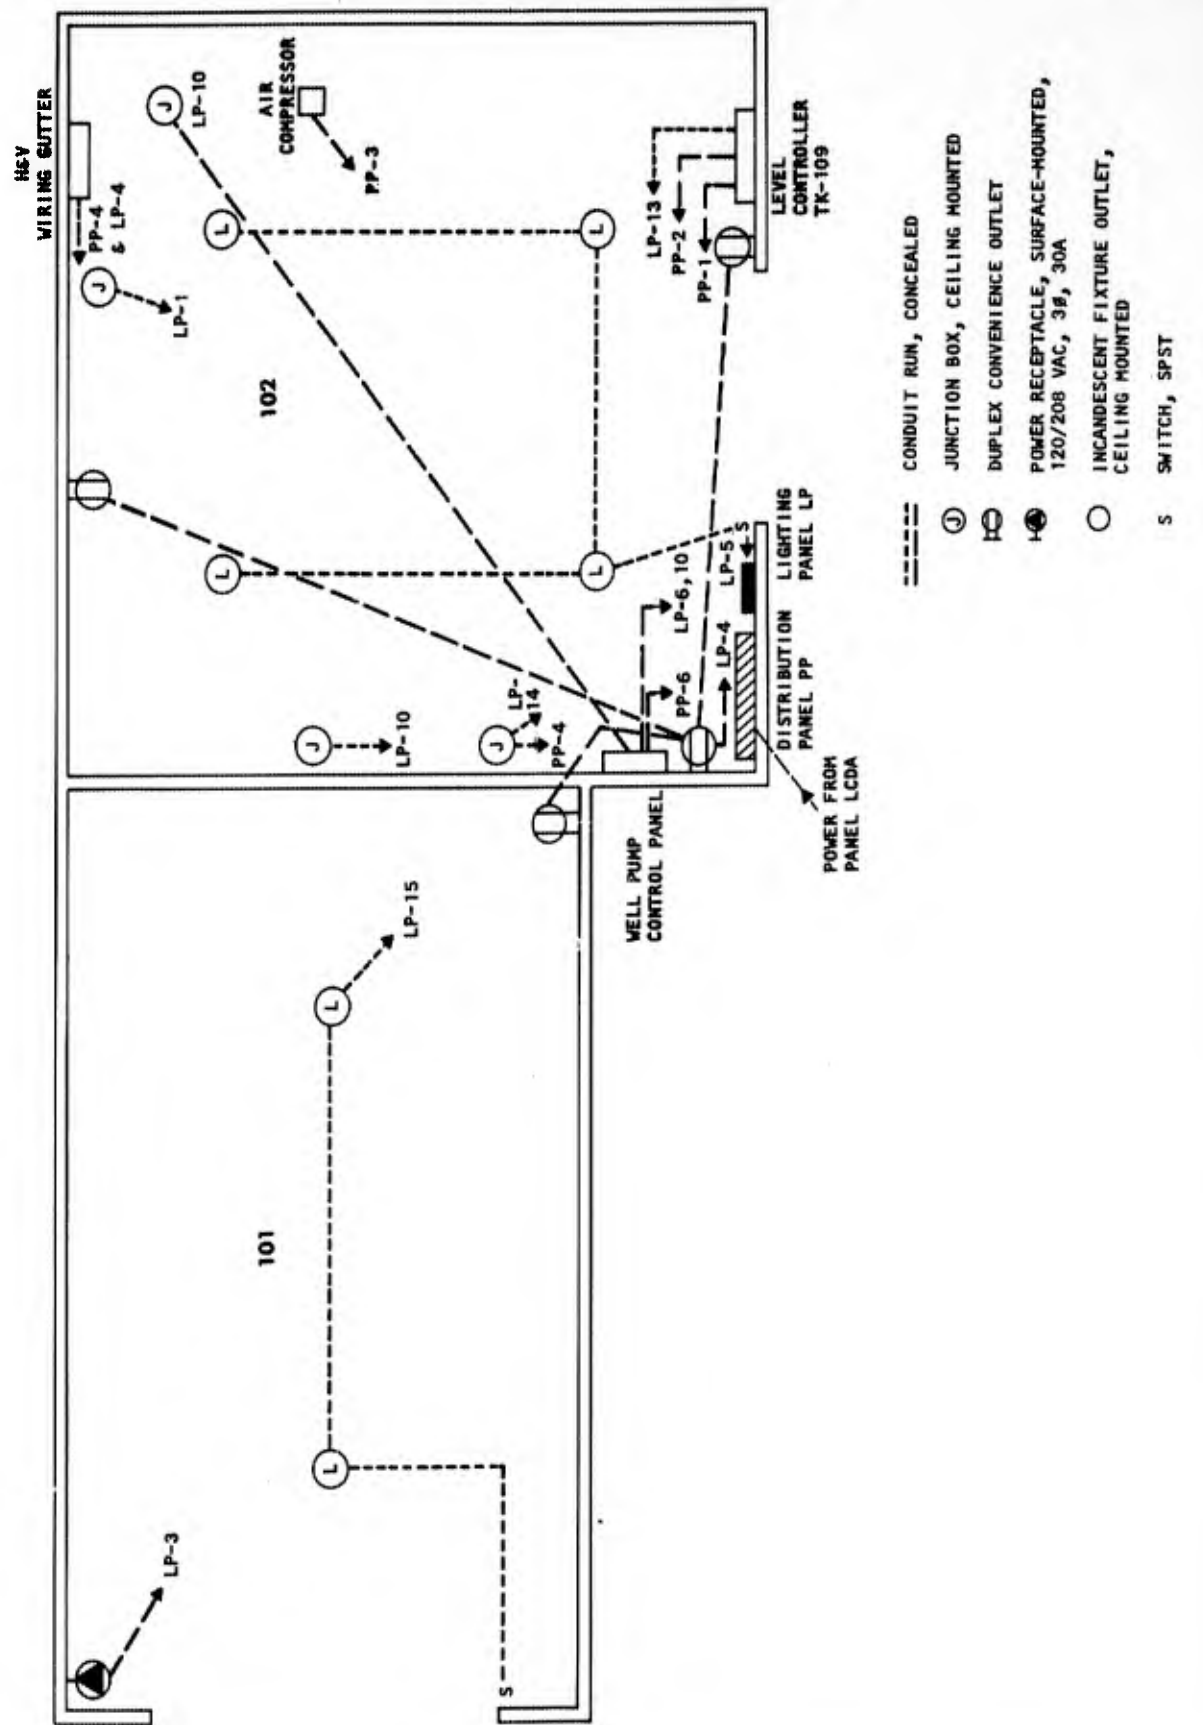 H&V
WIRING GUTTER
J
LP-10
AIR
COMPRESSOR
PP-3
PP-4
& LP-4
J
LP-1
L
L
LP-13
PP-2
PP-1
LEVEL
CONTROLLER
TK-109
102
L
L
S
LP-5
LIGHTING
PANEL LP
LP-6,10
PP-6
LP-4
DISTRIBUTION
PANEL PP
J
LP-10
J
LP-
14
PP-4
POWER FROM
PANEL LCDA
WELL PUMP
CONTROL PANEL
L
LP-15
101
L
LP-3
S
CONDUIT RUN, CONCEALED
J
JUNCTION BOX, CEILING MOUNTED
DUPLEX CONVENIENCE OUTLET
POWER RECEPTACLE, SURFACE-MOUNTED,
120/208 VAC, 3ø, 30A
INCANDESCENT FIXTURE OUTLET,
CEILING MOUNTED
S SWITCH, SPST